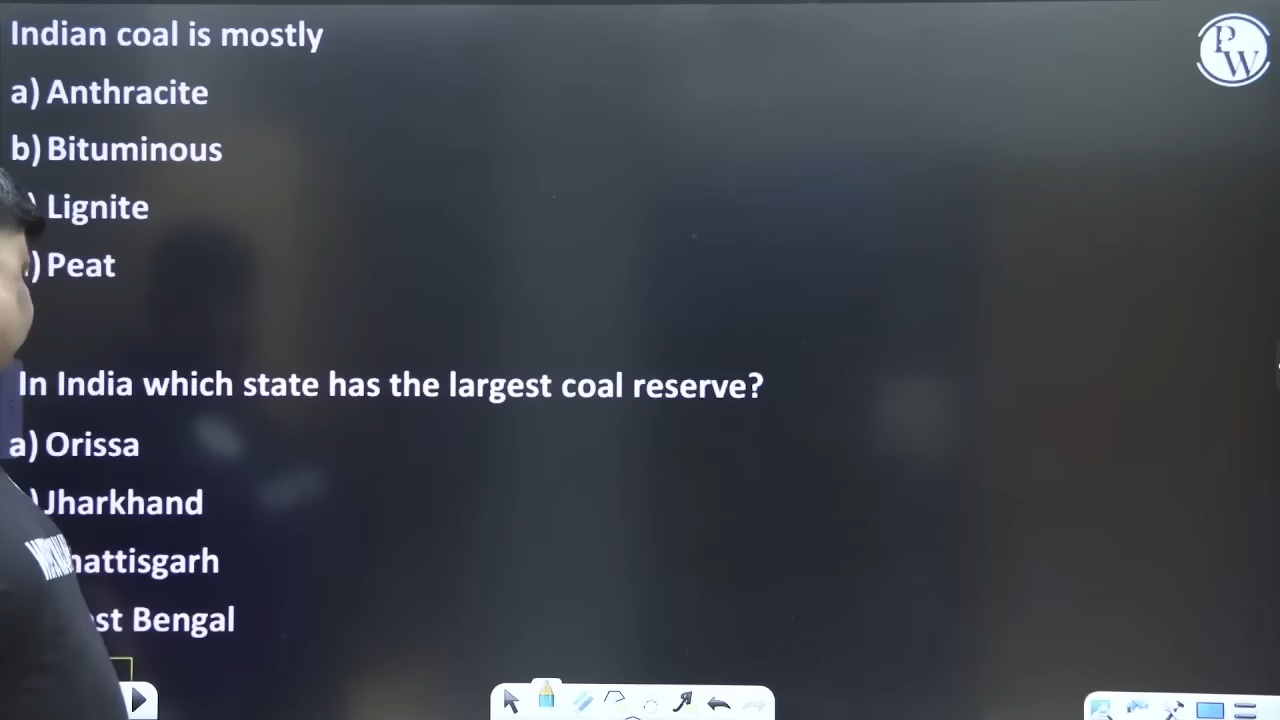 Indian coal is mostly
a) Anthracite
b) Bituminous
) Lignite
) Peat
In India which state has the largest coal reserve?
a) Orissa
) Jharkhand
hattisgarh
st Bengal
PW